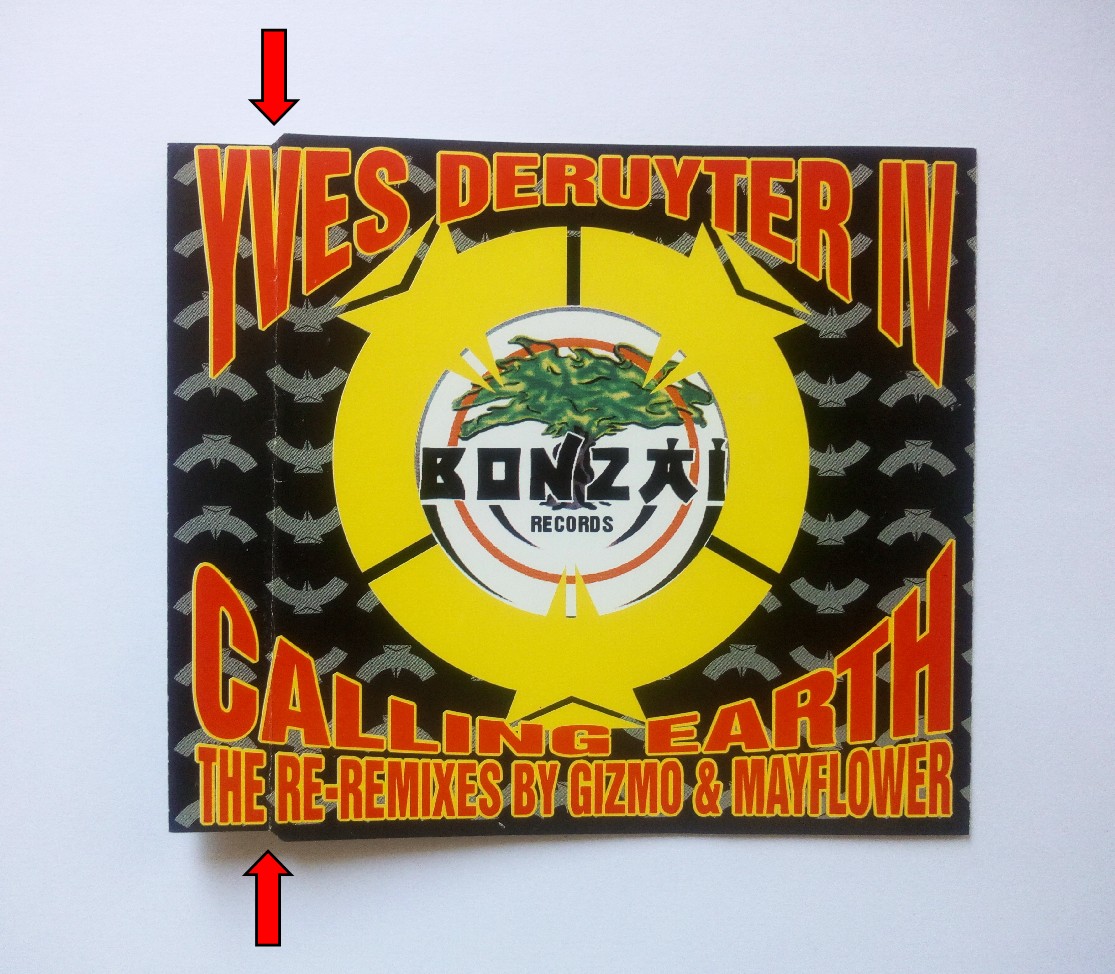 YVES DERUYTER IV
BONZAI
RECORDS
CALLING EARTH
THE RE-REMIXES BY GIZMO & MAYFLOWER